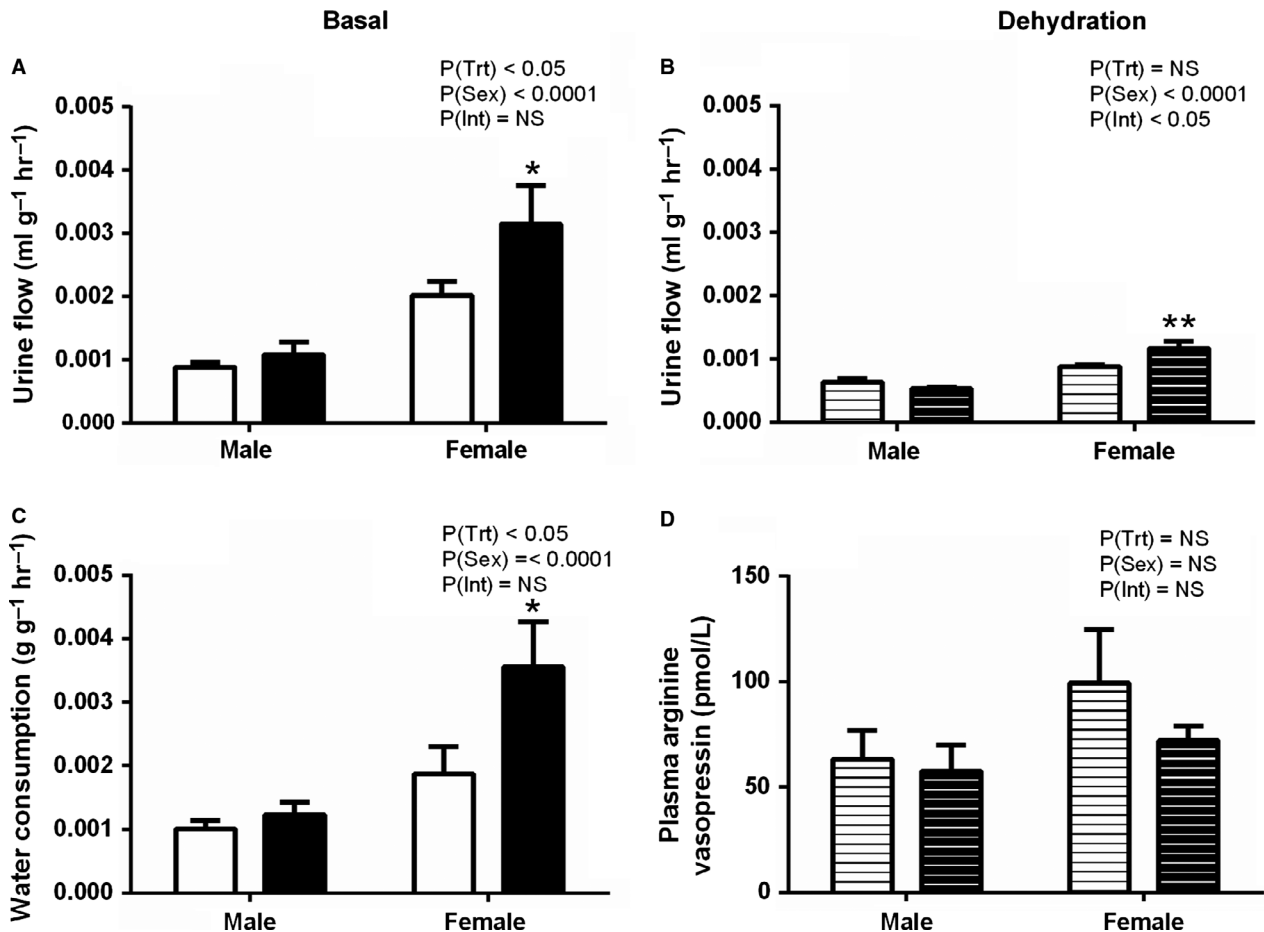 Basal
Dehydration
A
P(Trt) < 0.05
P(Sex) < 0.0001
P(Int) = NS
Urine flow (ml g⁻¹ hr⁻¹)
0.005
0.004
0.003
0.002
0.001
0.000
*
Male
Female
B
P(Trt) = NS
P(Sex) < 0.0001
P(Int) < 0.05
Urine flow (ml g⁻¹ hr⁻¹)
0.005
0.004
0.003
0.002
0.001
0.000
**
Male
Female
C
P(Trt) < 0.05
P(Sex) =< 0.0001
P(Int) = NS
Water consumption (g g⁻¹ hr⁻¹)
0.005
0.004
0.003
0.002
0.001
0.000
*
Male
Female
D
P(Trt) = NS
P(Sex) = NS
P(Int) = NS
Plasma arginine
vasopressin (pmol/L)
150
100
50
0
Male
Female